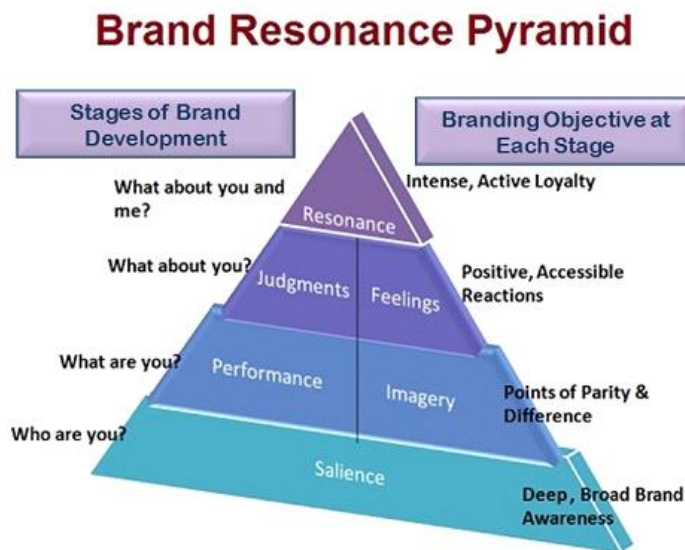 Brand Resonance Pyramid
Stages of Brand
Development
Branding Objective at
Each Stage
What about you and
me?
Resonance
Intense, Active Loyalty
What about you?
Judgments
Feelings
Positive, Accessible
Reactions
What are you?
Performance
Imagery
Points of Parity &
Difference
Who are you?
Salience
Deep, Broad Brand
Awareness